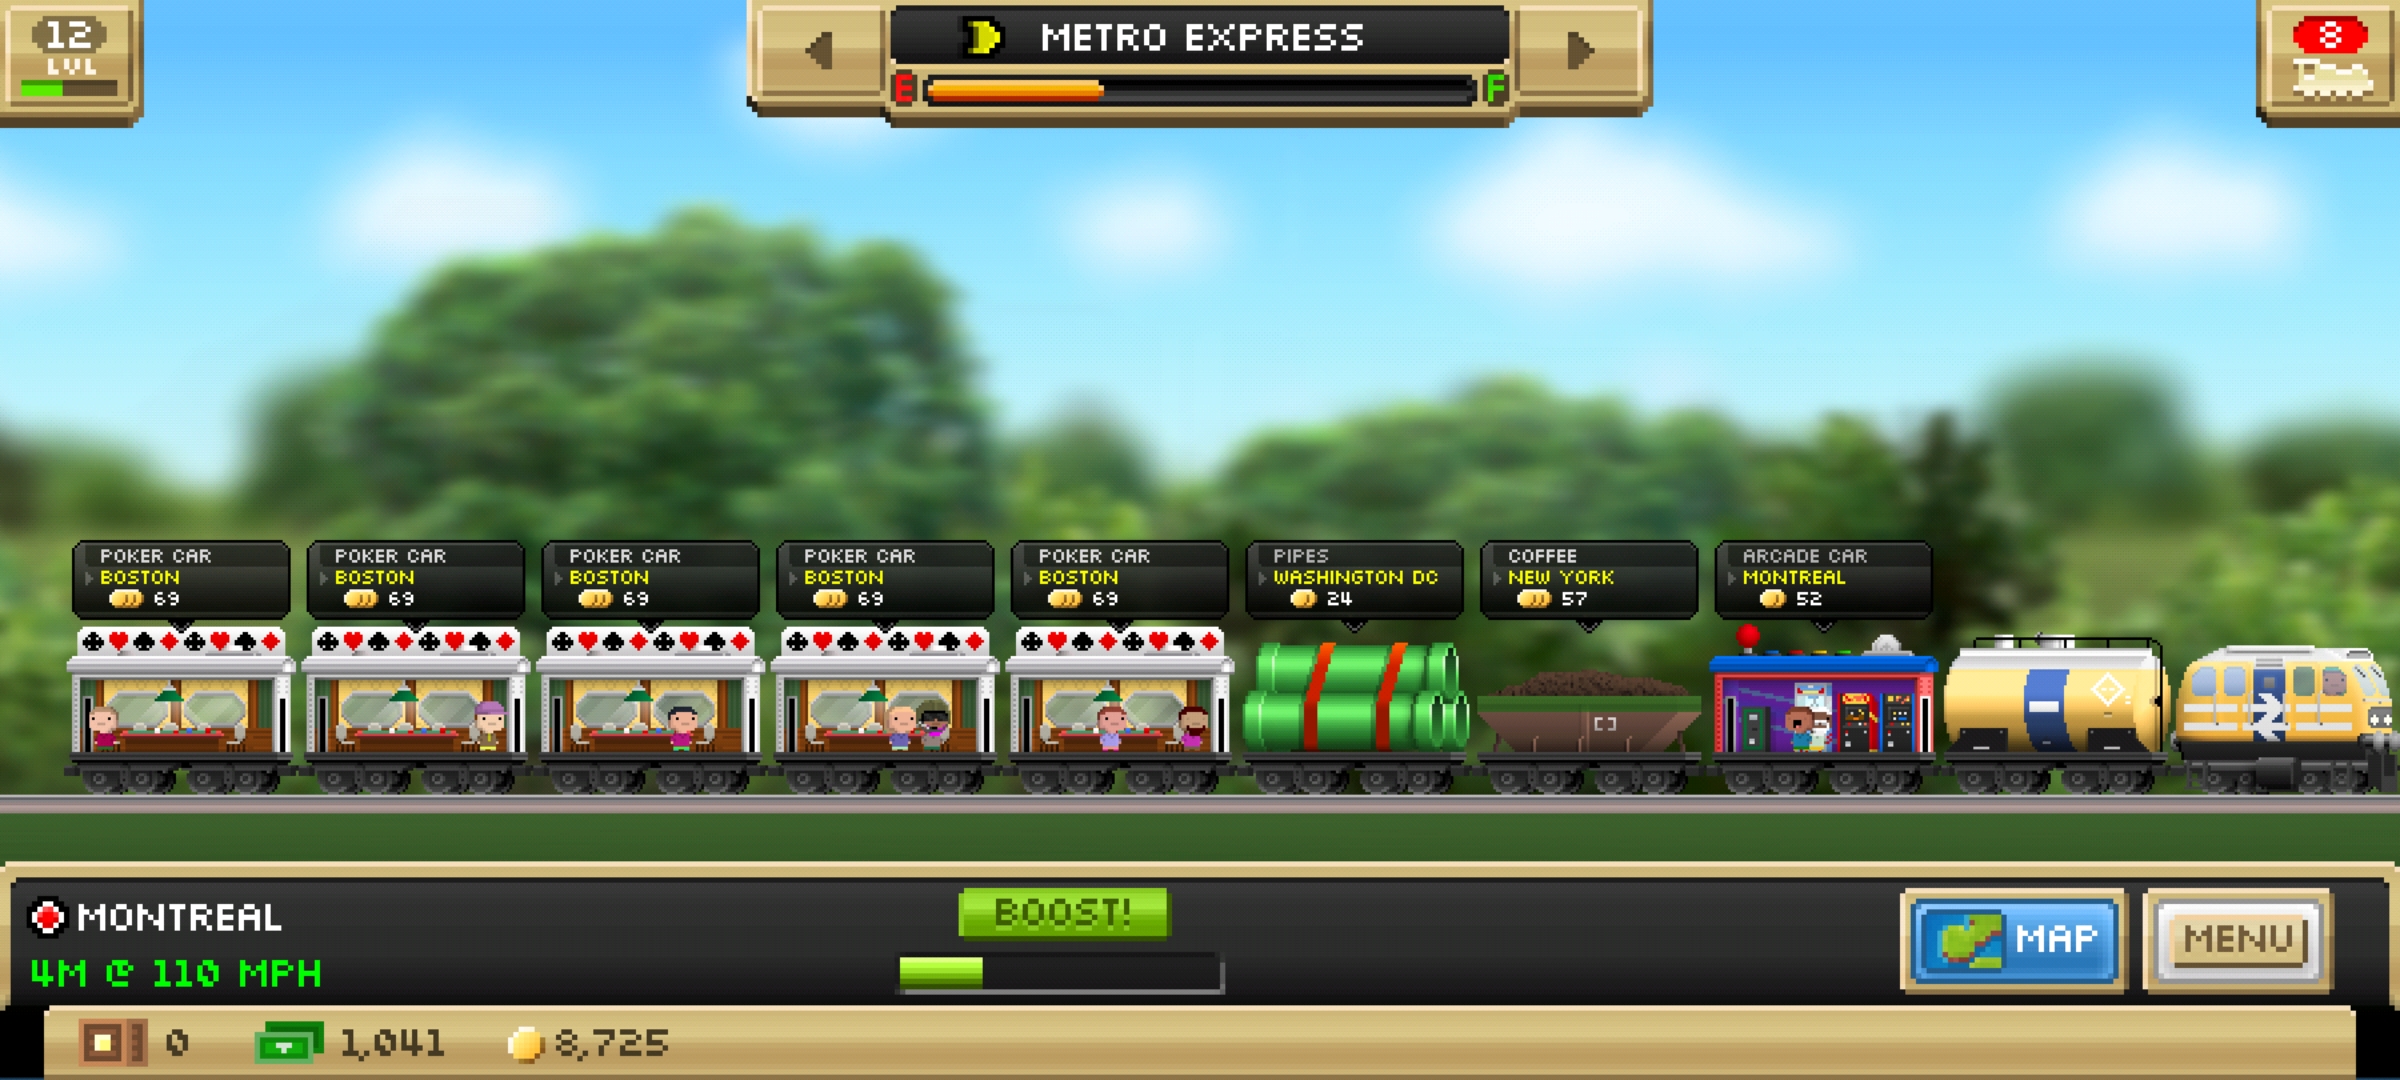 12
LVL
METRO EXPRESS
E F
8
POKER CAR
BOSTON
69
POKER CAR
BOSTON
69
POKER CAR
BOSTON
69
POKER CAR
BOSTON
69
POKER CAR
BOSTON
69
PIPES
WASHINGTON DC
24
COFFEE
NEW YORK
57
ARCADE CAR
MONTREAL
52
MONTREAL
4M @ 110 MPH
BOOST!
MAP
MENU
0
1,041
8,725